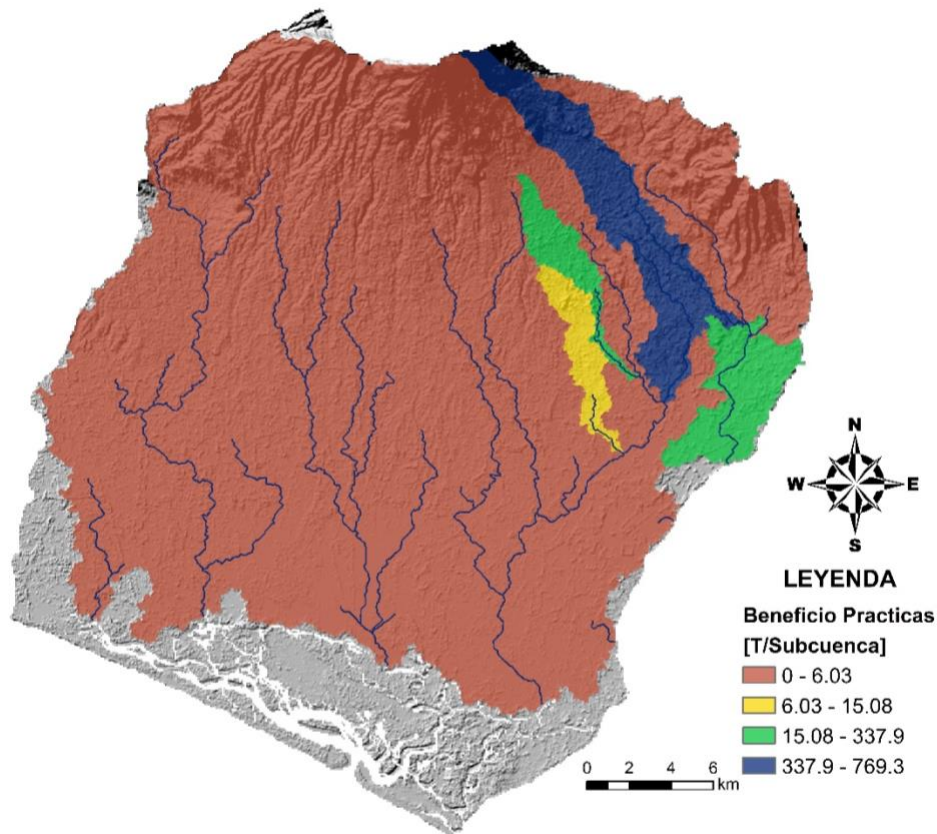 N
W E
S
LEYENDA
Beneficio Practicas
[T/Subcuenca]
0 - 6.03
6.03 - 15.08
15.08 - 337.9
337.9 - 769.3
0 2 4 6
km